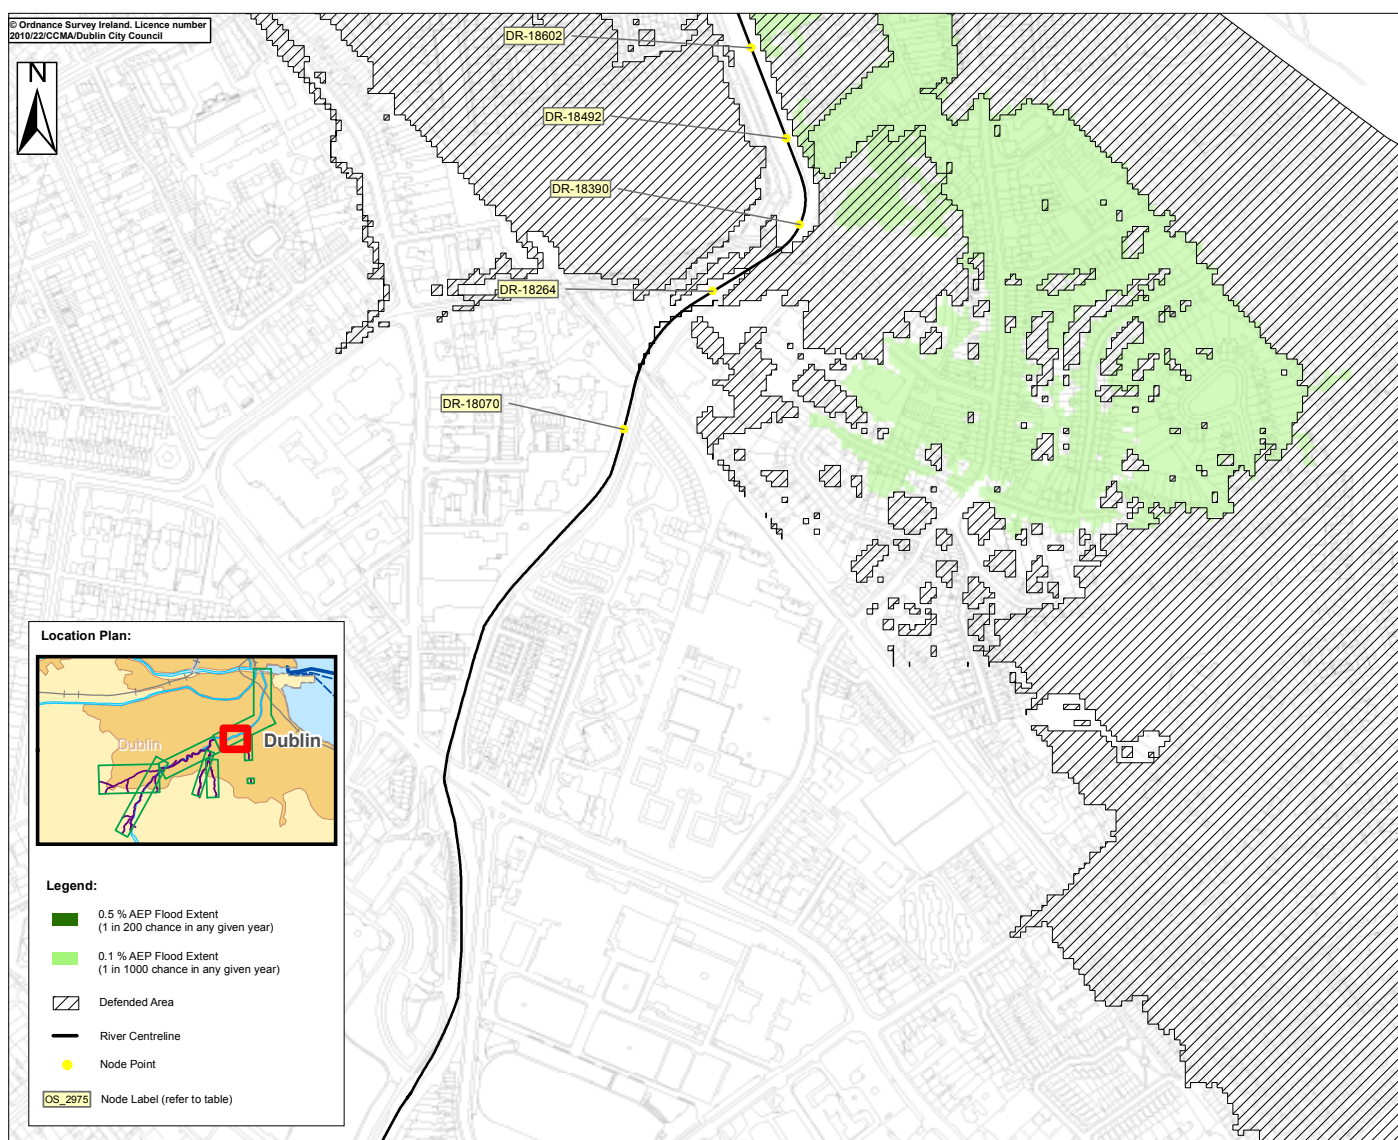 © Ordnance Survey Ireland. Licence number
2010/22/CCMA/Dublin City Council
N
DR-18602
DR-18492
DR-18390
DR-18264
DR-18070
Location Plan:
Dublin
Dublin
Legend:
0.5 % AEP Flood Extent
(1 in 200 chance in any given year)
0.1 % AEP Flood Extent
(1 in 1000 chance in any given year)
Defended Area
River Centreline
Node Point
OS_2975 Node Label (refer to table)